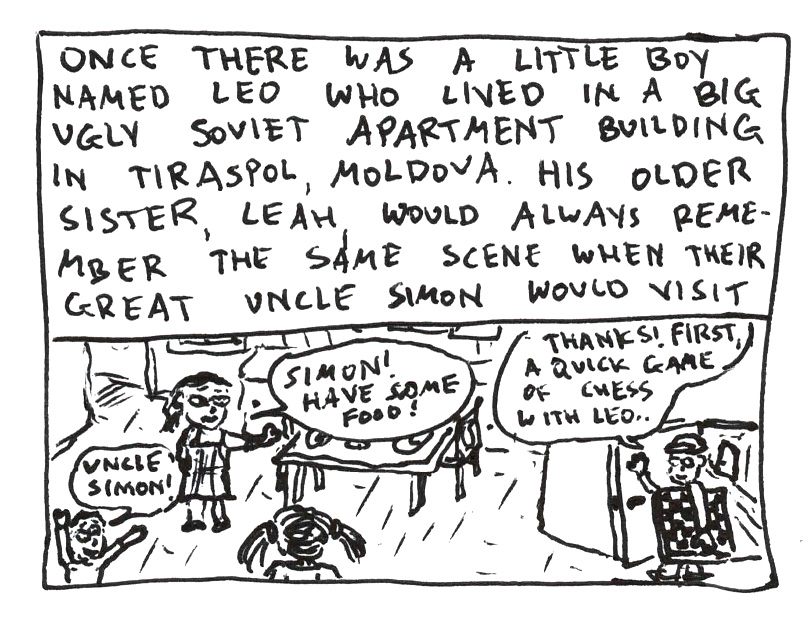 ONCE THERE WAS A LITTLE BOY
NAMED LEO WHO LIVED IN A BIG
UGLY SOVIET APARTMENT BUILDING
IN TIRASPOL, MOLDOVA. HIS OLDER
SISTER, LEAH, WOULD ALWAYS REME-
MBER THE SAME SCENE WHEN THEIR
GREAT UNCLE SIMON WOULD VISIT
UNCLE
SIMON!
SIMON!
HAVE SOME
FOOD!
THANKS! FIRST,
A QUICK GAME
OF CHESS
WITH LEO..